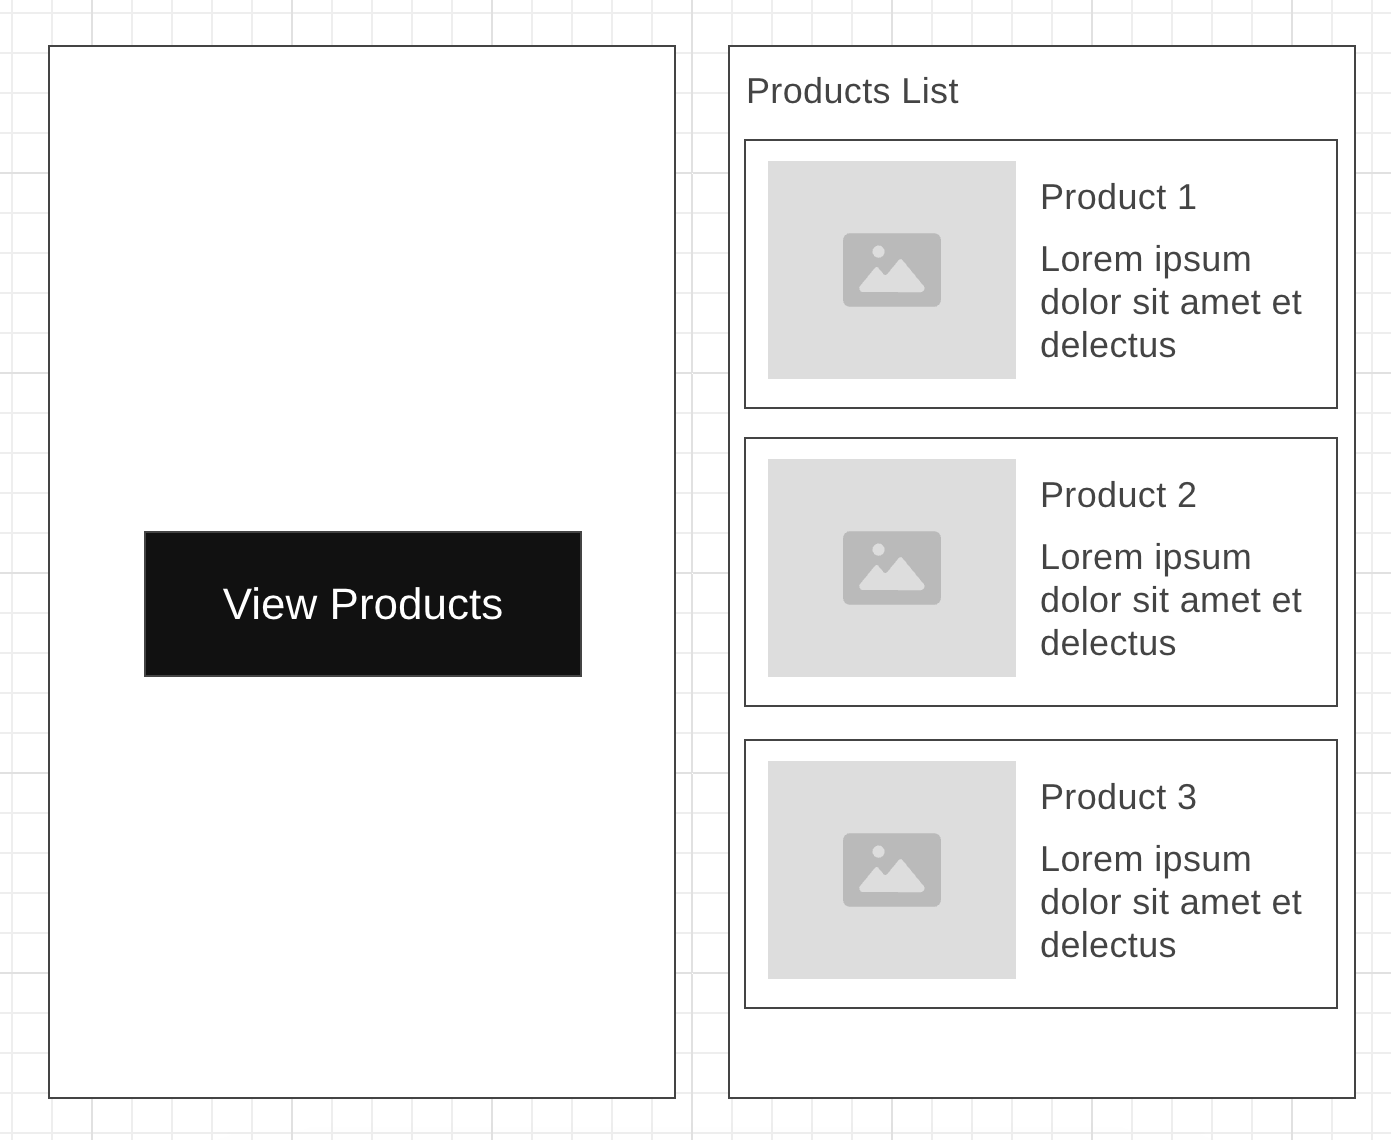 View Products
Products List
Product 1
Lorem ipsum
dolor sit amet et
delectus
Product 2
Lorem ipsum
dolor sit amet et
delectus
Product 3
Lorem ipsum
dolor sit amet et
delectus